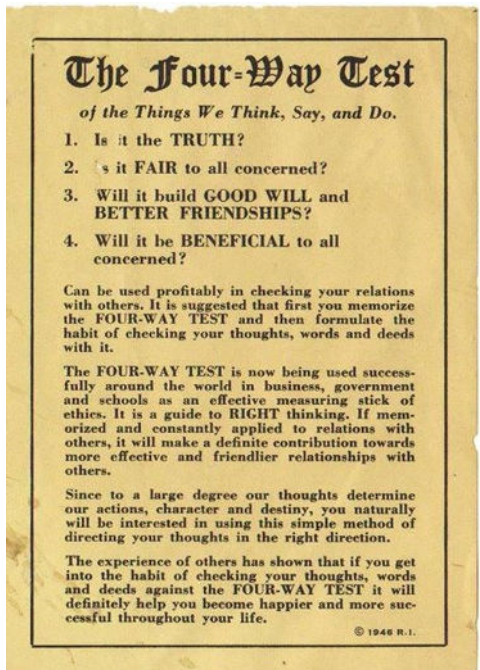 The Four-Way Test
of the Things We Think, Say, and Do.
1. Is it the TRUTH?
2. Is it FAIR to all concerned?
3. Will it build GOOD WILL and
BETTER FRIENDSHIPS?
4. Will it be BENEFICIAL to all
concerned?
Can be used profitably in checking your relations
with others. It is suggested that first you memorize
the FOUR-WAY TEST and then formulate the
habit of checking your thoughts, words and deeds
with it.
The FOUR-WAY TEST is now being used success-
fully around the world in business, government
and schools as an effective measuring stick of
ethics. It is a guide to RIGHT thinking. If mem-
orized and constantly applied to relations with
others, it will make a definite contribution towards
more effective and friendlier relationships with
others.
Since to a large degree our thoughts determine
our actions, character and destiny, you naturally
will be interested in using this simple method of
directing your thoughts in the right direction.
The experience of others has shown that if you get
into the habit of checking your thoughts, words
and deeds against the FOUR-WAY TEST it will
definitely help you become happier and more suc-
cessful throughout your life.
© 1946 R.I.